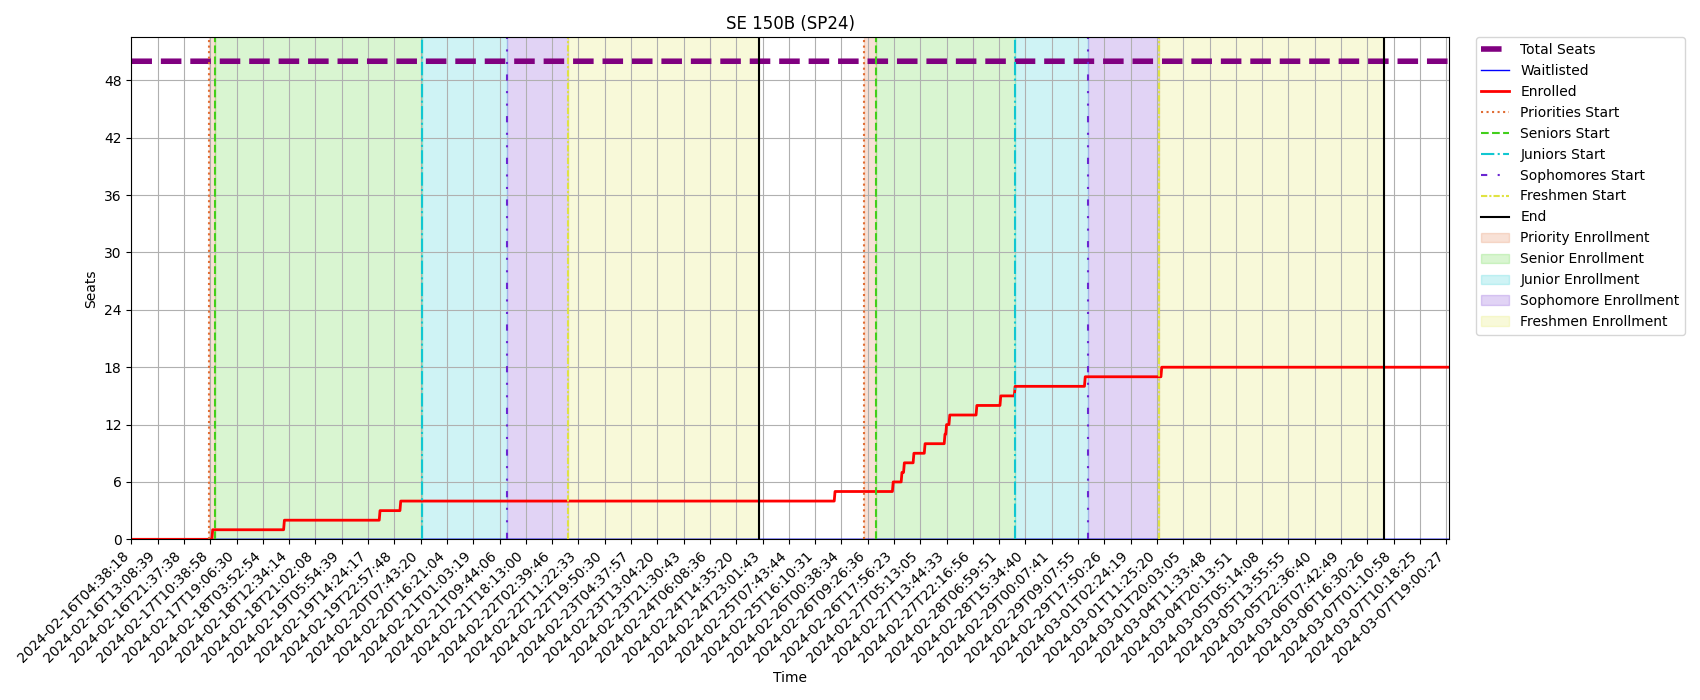 SE 150B (SP24)
Seats
48
42
36
30
24
18
12
6
0
2024-02-16T04:38:18
2024-02-16T13:08:39
2024-02-16T21:37:38
2024-02-17T10:38:58
2024-02-17T19:06:30
2024-02-18T03:52:54
2024-02-18T12:34:14
2024-02-18T21:02:08
2024-02-19T05:54:39
2024-02-19T14:24:17
2024-02-19T22:57:48
2024-02-20T07:43:20
2024-02-20T16:21:04
2024-02-21T01:03:19
2024-02-21T09:44:06
2024-02-21T18:13:00
2024-02-22T02:39:46
2024-02-22T11:22:33
2024-02-22T19:50:30
2024-02-23T04:37:57
2024-02-23T13:04:20
2024-02-23T21:30:43
2024-02-24T06:08:36
2024-02-24T14:35:20
2024-02-24T23:01:43
2024-02-25T07:43:44
2024-02-25T16:10:31
2024-02-26T00:38:34
2024-02-26T09:26:36
2024-02-26T17:56:23
2024-02-27T05:13:05
2024-02-27T13:44:33
2024-02-27T22:16:56
2024-02-28T06:59:51
2024-02-28T15:34:40
2024-02-29T00:07:41
2024-02-29T09:07:55
2024-02-29T17:50:26
2024-03-01T02:24:19
2024-03-01T11:25:20
2024-03-01T20:03:05
2024-03-04T11:33:48
2024-03-04T20:13:51
2024-03-05T05:14:08
2024-03-05T13:55:55
2024-03-05T22:36:40
2024-03-06T07:42:49
2024-03-06T16:30:26
2024-03-07T01:10:58
2024-03-07T10:18:25
2024-03-07T19:00:27
Time
Total Seats
Waitlisted
Enrolled
Priorities Start
Seniors Start
Juniors Start
Sophomores Start
Freshmen Start
End
Priority Enrollment
Senior Enrollment
Junior Enrollment
Sophomore Enrollment
Freshmen Enrollment